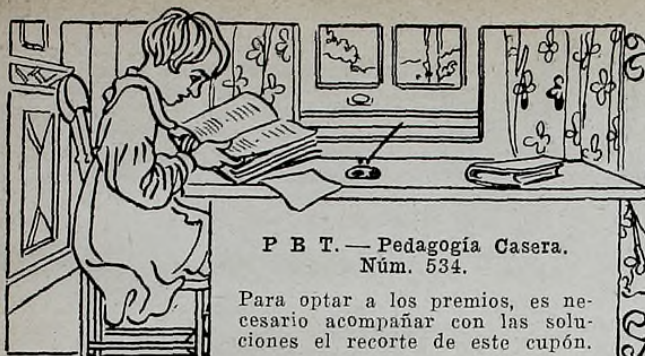 P B T. — Pedagogía Casera.
Núm. 534.
Para optar a los premios, es ne-
cesario acompañar con las solu-
ciones el recorte de este cupón.